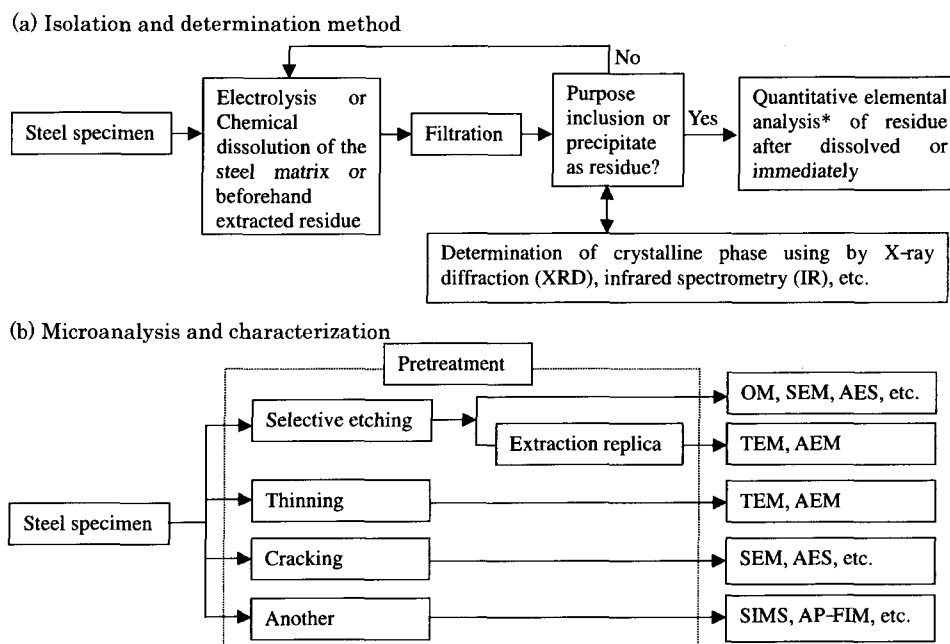 (a) Isolation and determination method
No
Steel specimen
Electrolysis or
Chemical
dissolution of the
steel matrix or
beforehand
extracted residue
Filtration
Purpose
inclusion or
precipitate
as residue?
Yes
Quantitative elemental
analysis* of residue
after dissolved or
immediately
Determination of crystalline phase using by X-ray
diffraction (XRD), infrared spectrometry (IR), etc.
(b) Microanalysis and characterization
Pretreatment
Steel specimen
Selective etching
OM, SEM, AES, etc.
Extraction replica
TEM, AEM
Thinning
TEM, AEM
Cracking
SEM, AES, etc.
Another
SIMS, AP-FIM, etc.